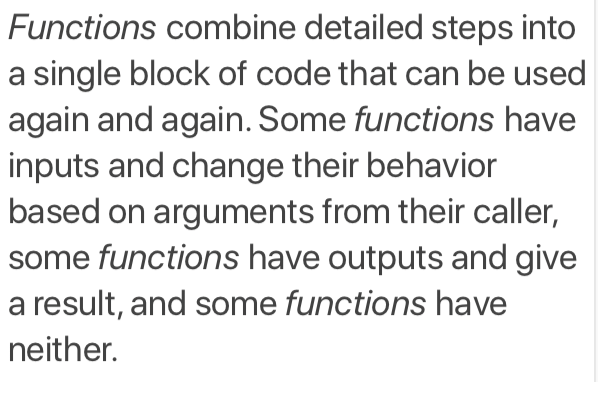 Functions combine detailed steps into
a single block of code that can be used
again and again. Some functions have
inputs and change their behavior
based on arguments from their caller,
some functions have outputs and give
a result, and some functions have
neither.